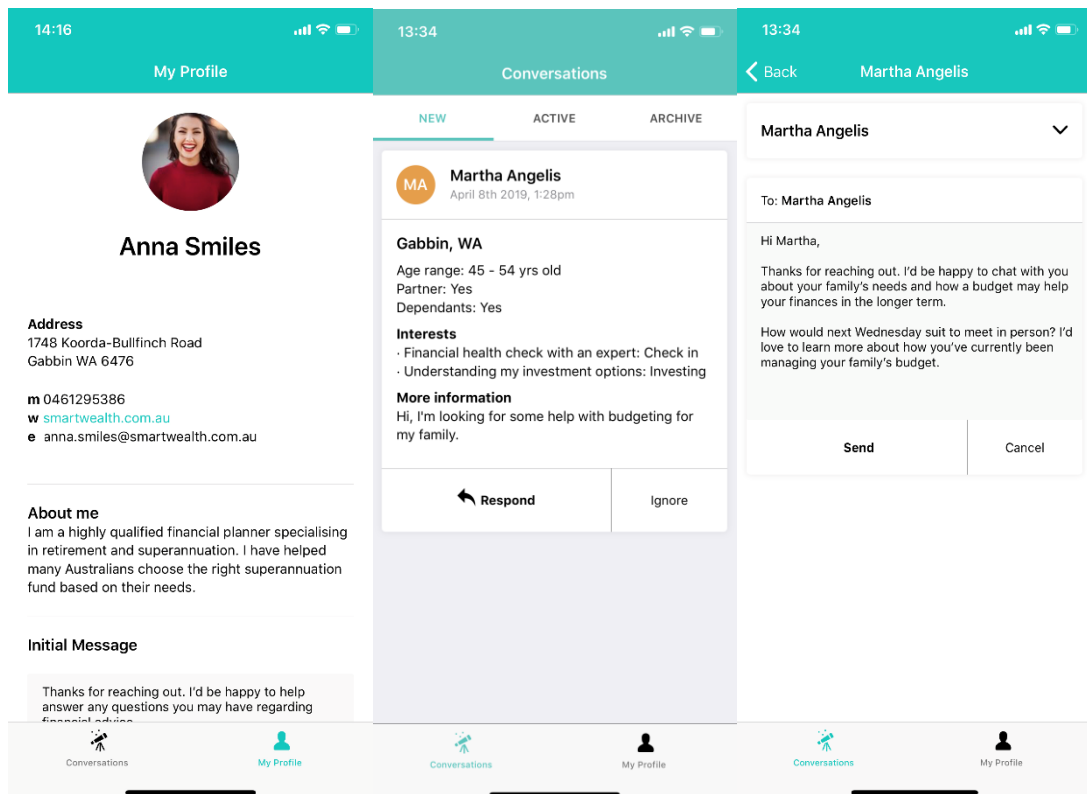 14:16
My Profile
Anna Smiles
Address
1748 Koorda-Bullfinch Road
Gabbin WA 6476
m 0461295386
w smartwealth.com.au
e anna.smiles@smartwealth.com.au
About me
I am a highly qualified financial planner specialising
in retirement and superannuation. I have helped
many Australians choose the right superannuation
fund based on their needs.
Initial Message
Thanks for reaching out. I'd be happy to help
answer any questions you may have regarding
financial advice
Conversations
My Profile
13:34
Conversations
NEW
ACTIVE
ARCHIVE
MA
Martha Angelis
April 8th 2019, 1:28pm
Gabbin, WA
Age range: 45 - 54 yrs old
Partner: Yes
Dependants: Yes
Interests
· Financial health check with an expert: Check in
· Understanding my investment options: Investing
More information
Hi, I'm looking for some help with budgeting for
my family.
Respond
Ignore
Conversations
My Profile
13:34
Back
Martha Angelis
Martha Angelis
To: Martha Angelis
Hi Martha,
Thanks for reaching out. I'd be happy to chat with you
about your family's needs and how a budget may help
your finances in the longer term.
How would next Wednesday suit to meet in person? I'd
love to learn more about how you've currently been
managing your family's budget.
Send
Cancel
Conversations
My Profile